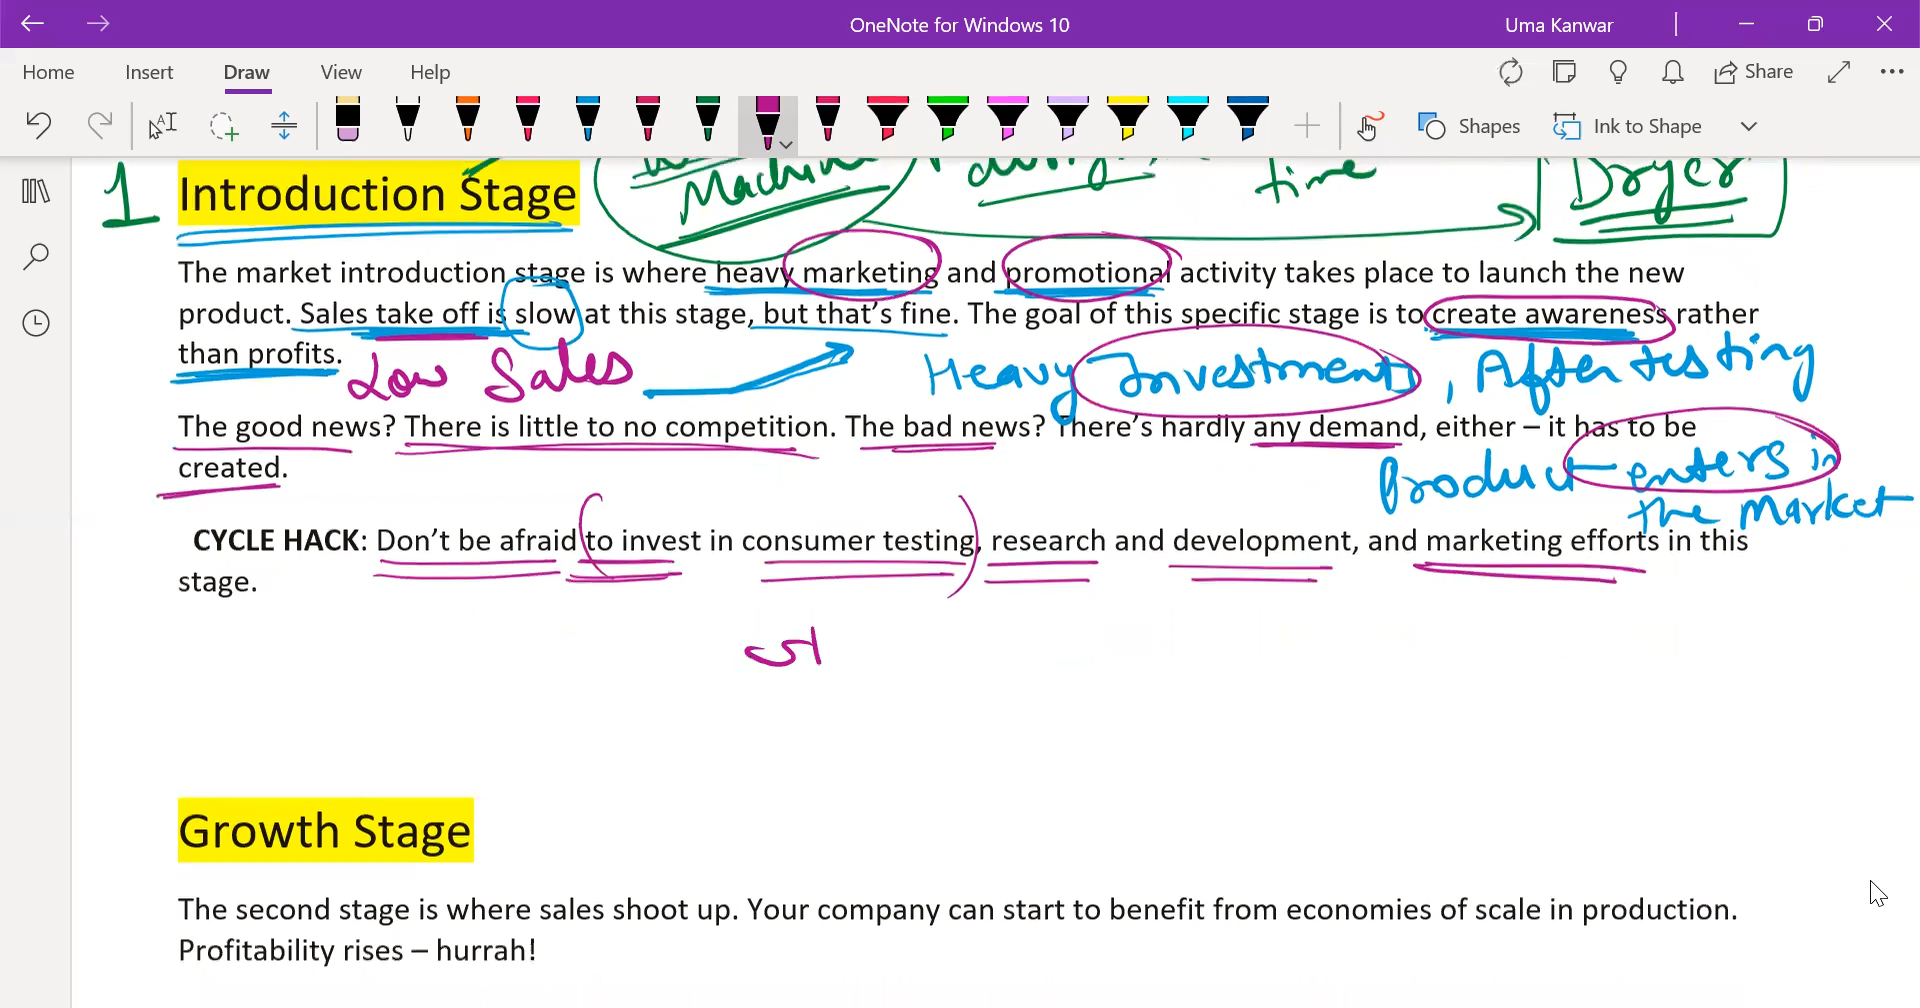 OneNote for Windows 10
Uma Kanwar
Home Insert Draw View Help
Share
Shapes
Ink to Shape
1
Introduction Stage
Machine
time
Dryer
The market introduction stage is where heavy marketing and promotional activity takes place to launch the new
product. Sales take off is slow at this stage, but that's fine. The goal of this specific stage is to create awareness rather
than profits.
Low Sales
Heavy Investments, After testing
The good news? There is little to no competition. The bad news? There's hardly any demand, either – it has to be
created.
Product enters in
the market
CYCLE HACK: Don't be afraid to invest in consumer testing, research and development, and marketing efforts in this
stage.
Growth Stage
The second stage is where sales shoot up. Your company can start to benefit from economies of scale in production.
Profitability rises – hurrah!